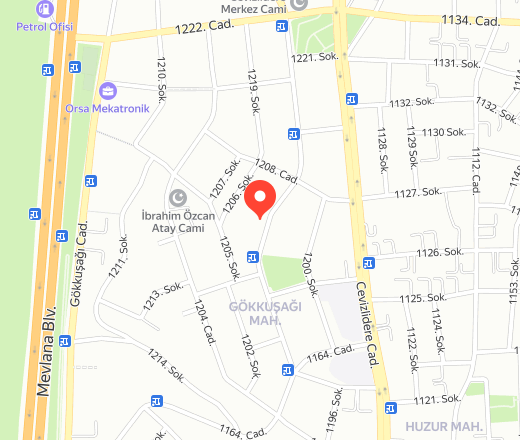 Petrol Ofisi
1222. Cad.
Merkez Cami
1134. Cad.
1221. Sok.
1210. Sok.
1219. Sok.
1131. Sok.
1132. Sok.
1132. Sok.
Orsa Mekatronik
1130 Sok.
1128. Sok.
1129 Sok.
1112. Cad.
1208. Cad.
1207. Sok.
1206. Sok.
1127. Sok.
İbrahim Özcan
Atay Cami
Gökkuşağı Cad.
1211. Sok.
1205. Sok.
1200. Sok.
1126. Sok.
1153. Sok.
1213. Sok.
1204. Cad.
GÖKKUŞAĞI
MAH.
Cevizlidere Cad.
1125. Sok.
1124. Sok.
1122. Sok.
Mevlana Blv.
1214. Sok.
1202. Sok.
1164. Cad.
1196. Sok.
1121. Sok.
1164. Cad.
HUZUR MAH.